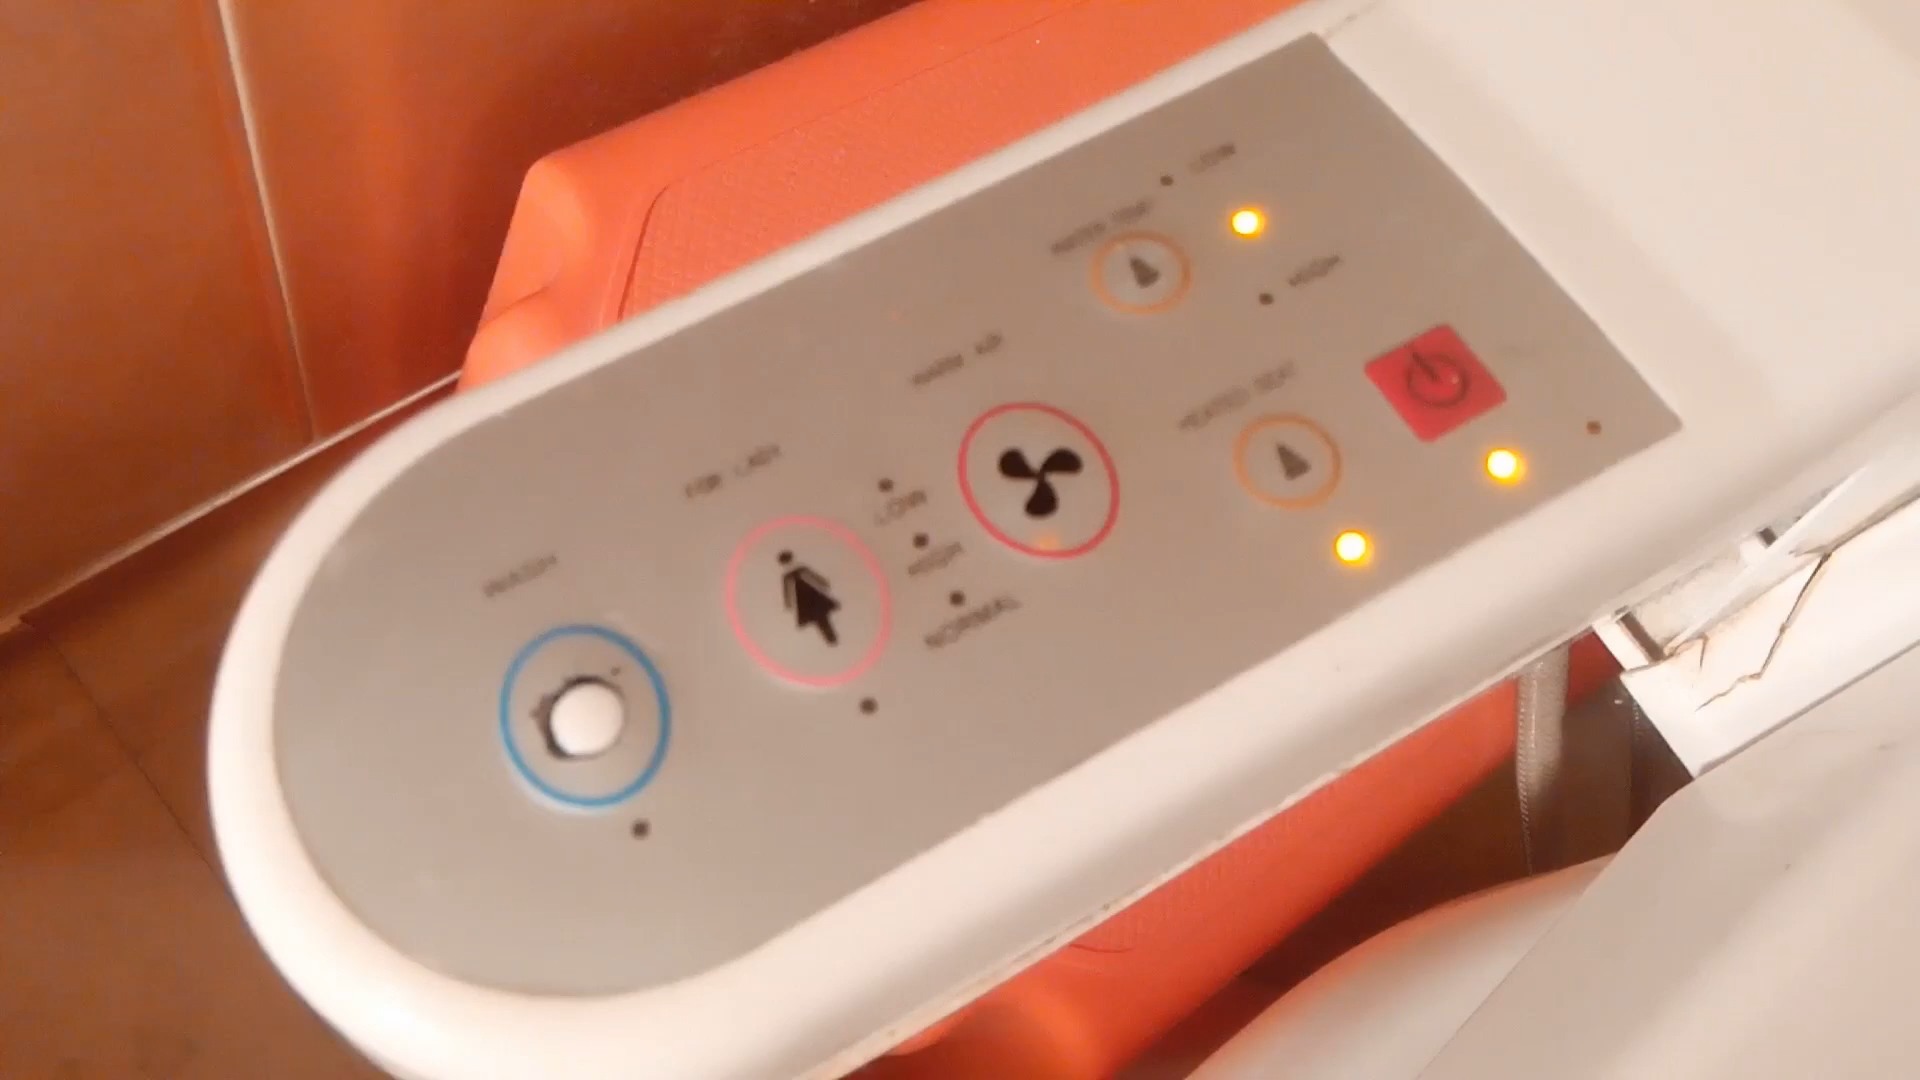 WATER TEMP
LOW
HIGH
HEATED SEAT
WARM AIR
FOR LADY
LOW
HIGH
NORMAL
WASH